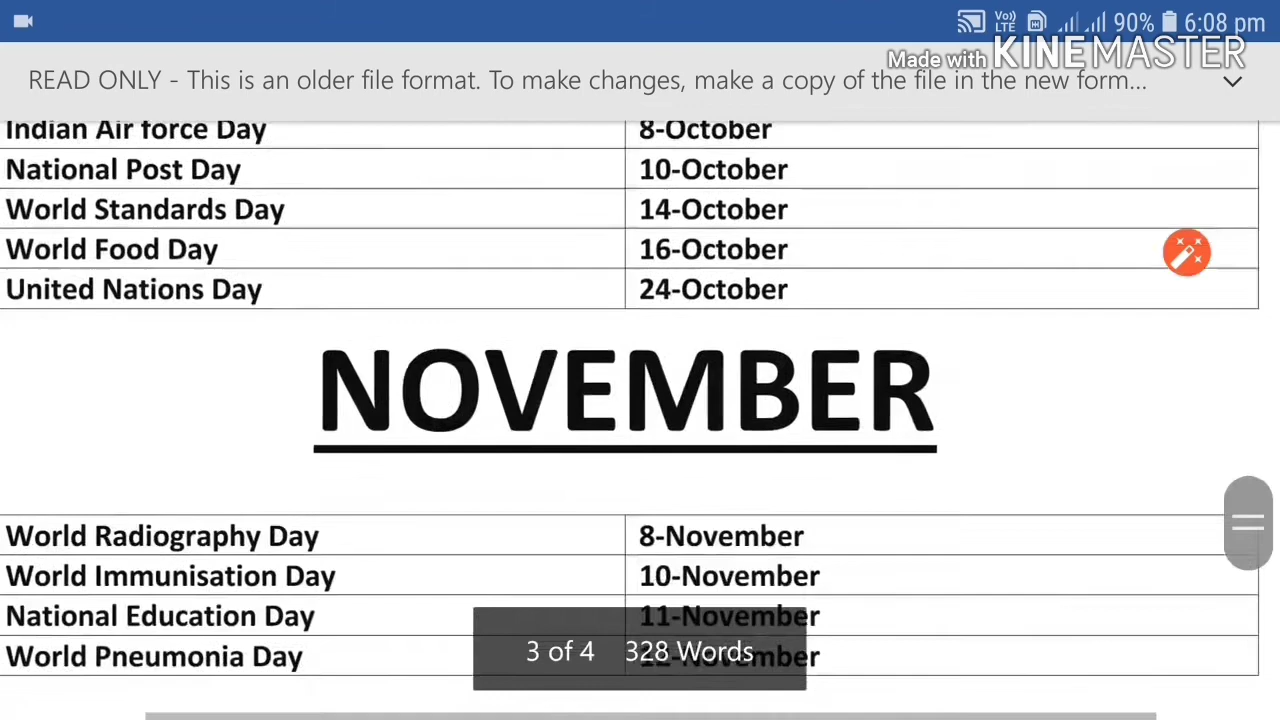 Vo)) LTE 90% 6:08 pm
Made with KINEMASTER
READ ONLY - This is an older file format. To make changes, make a copy of the file in the new form...
Indian Air force Day 8-October
National Post Day 10-October
World Standards Day 14-October
World Food Day 16-October
United Nations Day 24-October
NOVEMBER
World Radiography Day 8-November
World Immunisation Day 10-November
National Education Day 11-November
World Pneumonia Day 12-November
3 of 4 328 Words